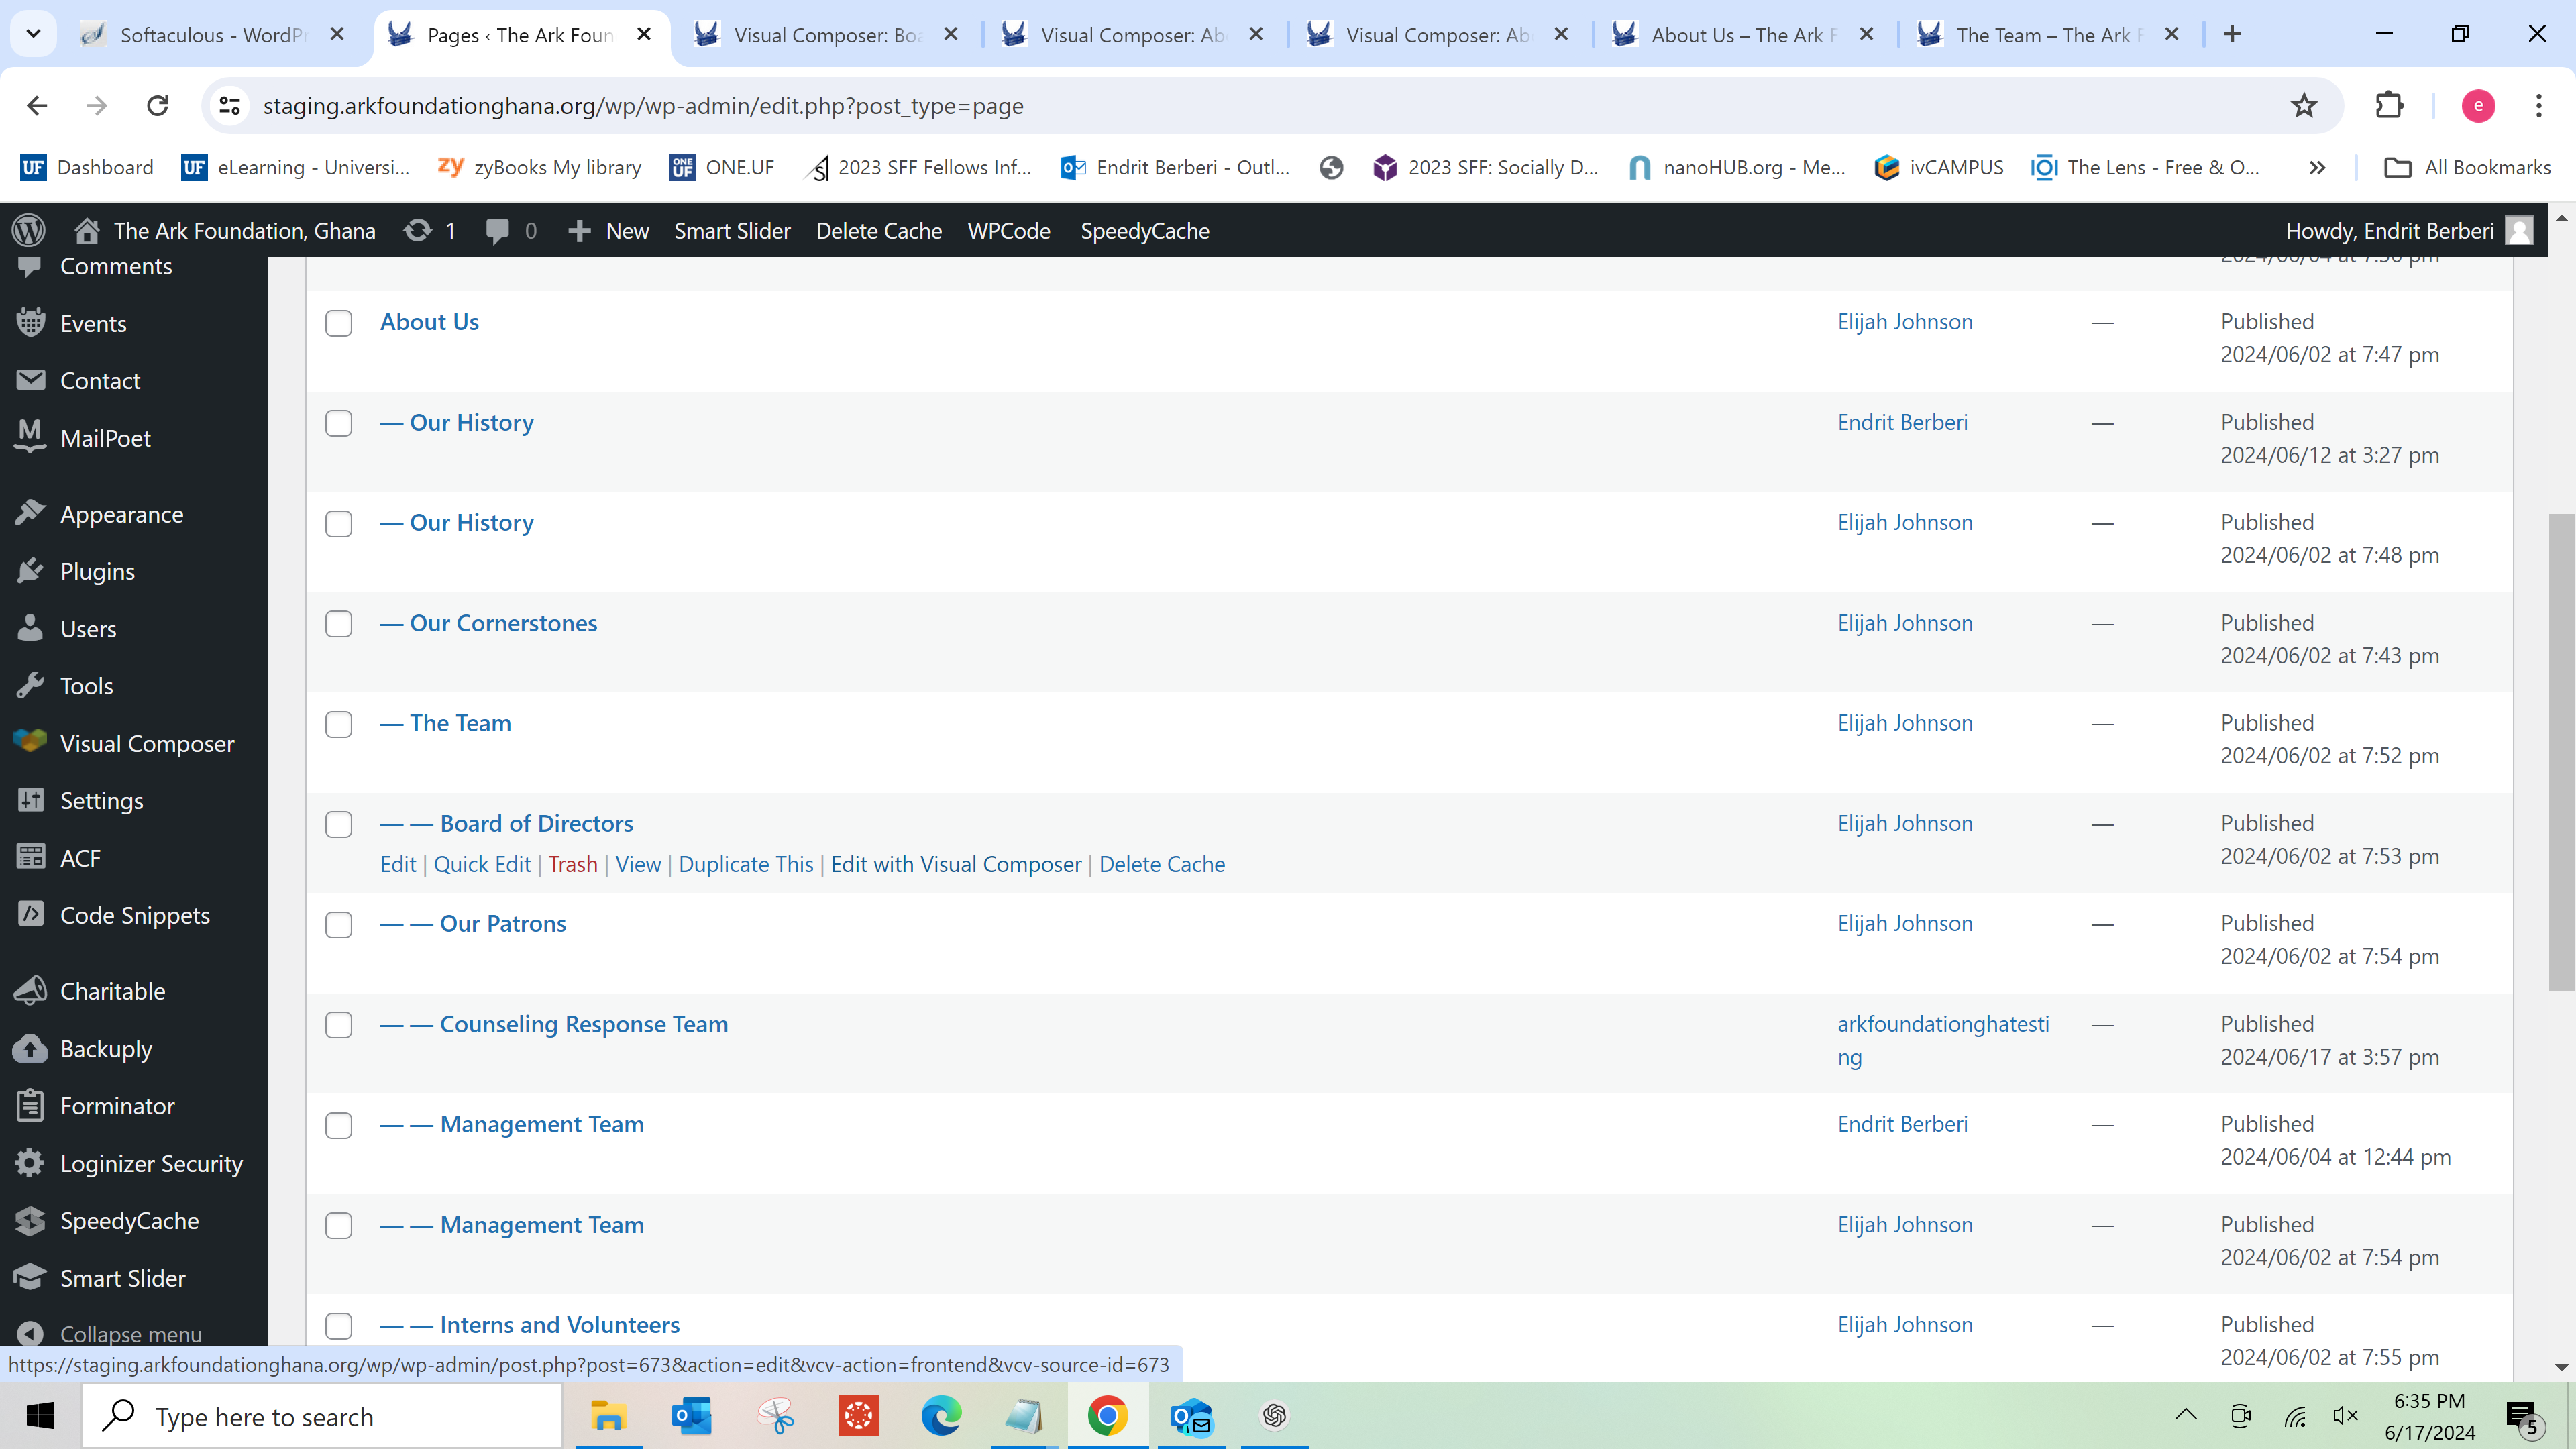 Softaculous - WordPr
Pages ‹ The Ark Foun
Visual Composer: Boa
Visual Composer: Ab
Visual Composer: Abo
About Us – The Ark F
The Team – The Ark F
staging.arkfoundationghana.org/wp/wp-admin/edit.php?post_type=page
e
UF Dashboard
UF eLearning - Universi...
zy zyBooks My library
ONE UF ONE.UF
2023 SFF Fellows Inf...
Endrit Berberi - Outl...
2023 SFF: Socially D...
nanoHUB.org - Me...
ivCAMPUS
The Lens - Free & O...
»
All Bookmarks
The Ark Foundation, Ghana 1 0 New Smart Slider Delete Cache WPCode SpeedyCache Howdy, Endrit Berberi
Comments
Events
Contact
MailPoet
Appearance
Plugins
Users
Tools
Visual Composer
Settings
ACF
Code Snippets
Charitable
Backuply
Forminator
Loginizer Security
SpeedyCache
Smart Slider
Collapse menu
About Us Elijah Johnson — Published
2024/06/02 at 7:47 pm
— Our History Endrit Berberi — Published
2024/06/12 at 3:27 pm
— Our History Elijah Johnson — Published
2024/06/02 at 7:48 pm
— Our Cornerstones Elijah Johnson — Published
2024/06/02 at 7:43 pm
— The Team Elijah Johnson — Published
2024/06/02 at 7:52 pm
— — Board of Directors Elijah Johnson — Published
Edit | Quick Edit | Trash | View | Duplicate This | Edit with Visual Composer | Delete Cache 2024/06/02 at 7:53 pm
— — Our Patrons Elijah Johnson — Published
2024/06/02 at 7:54 pm
— — Counseling Response Team arkfoundationghatesti — Published
ng 2024/06/17 at 3:57 pm
— — Management Team Endrit Berberi — Published
2024/06/04 at 12:44 pm
— — Management Team Elijah Johnson — Published
2024/06/02 at 7:54 pm
— — Interns and Volunteers Elijah Johnson — Published
2024/06/02 at 7:55 pm
https://staging.arkfoundationghana.org/wp/wp-admin/post.php?post=673&action=edit&vcv-action=frontend&vcv-source-id=673
Type here to search
6:35 PM
6/17/2024
5